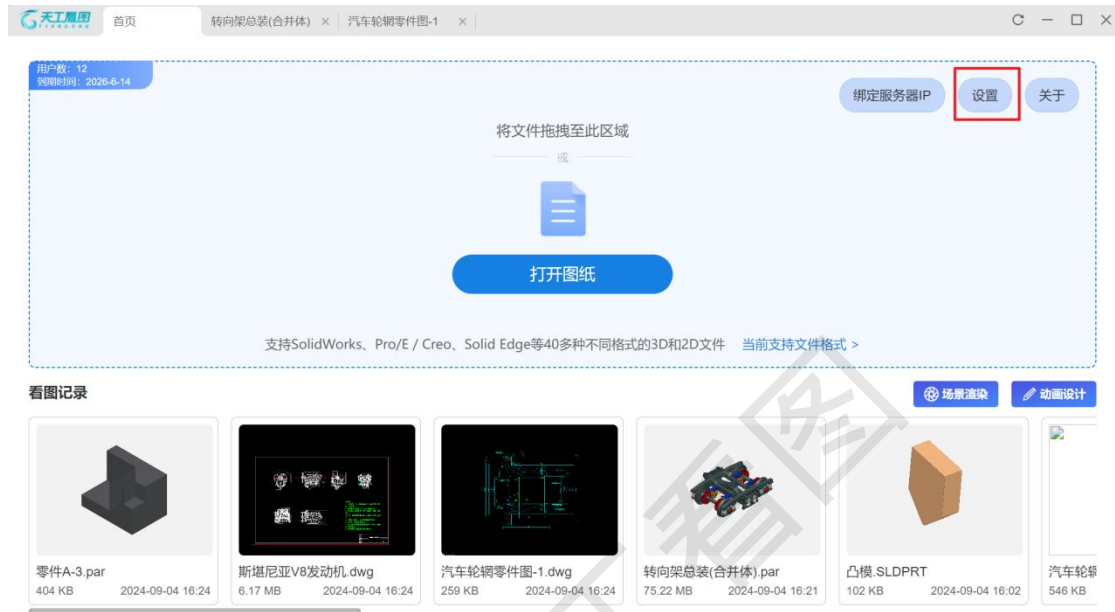 天工看图
TIANGONG
首页
转向架总装(合并体) ×
汽车轮辋零件图-1 ×
用户数：12
到期时间：2026-6-14
绑定服务器IP
设置
关于
将文件拖拽至此区域
或
打开图纸
支持SolidWorks、Pro/E / Creo、Solid Edge等40多种不同格式的3D和2D文件 当前支持文件格式 >
看图记录
场景渲染
动画设计
零件A-3.par
404 KB 2024-09-04 16:24
斯堪尼亚V8发动机.dwg
6.17 MB 2024-09-04 16:24
汽车轮辋零件图-1.dwg
259 KB 2024-09-04 16:24
转向架总装(合并体).par
75.22 MB 2024-09-04 16:21
凸模.SLDPRT
102 KB 2024-09-04 16:02
汽车轮辋
546 KB
看图